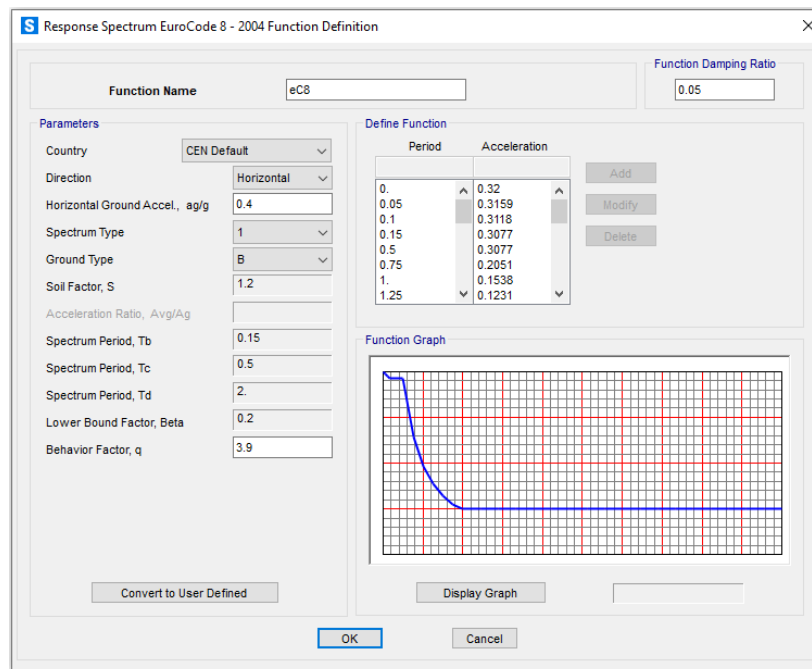 S Response Spectrum EuroCode 8 - 2004 Function Definition
Function Name eC8
Function Damping Ratio
0.05
Parameters
Country CEN Default
Direction Horizontal
Horizontal Ground Accel., ag/g 0.4
Spectrum Type 1
Ground Type B
Soil Factor, S 1.2
Acceleration Ratio, Avg/Ag
Spectrum Period, Tb 0.15
Spectrum Period, Tc 0.5
Spectrum Period, Td 2.
Lower Bound Factor, Beta 0.2
Behavior Factor, q 3.9
Convert to User Defined
Define Function
Period Acceleration
0. 0.32
0.05 0.3159
0.1 0.3118
0.15 0.3077
0.5 0.3077
0.75 0.2051
1. 0.1538
1.25 0.1231
Add
Modify
Delete
Function Graph
Display Graph
OK Cancel